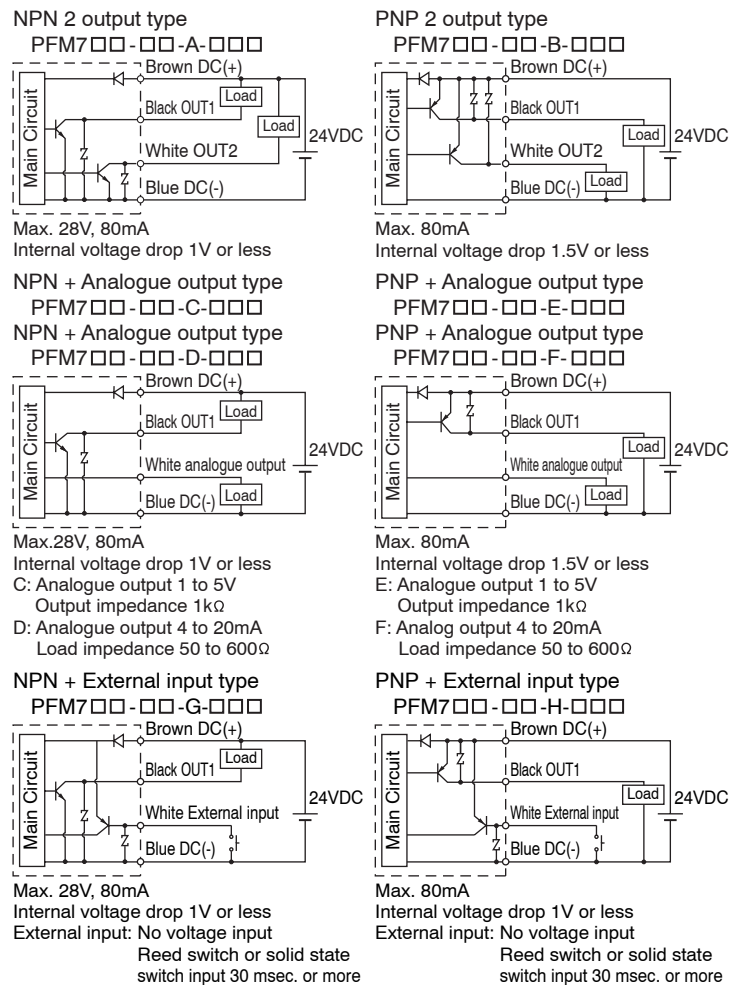 NPN 2 output type
PFM7□□-□□-A-□□□
Main Circuit
Brown DC(+)
Load
Black OUT1
Load
24VDC
White OUT2
Blue DC(-)
Max. 28V, 80mA
Internal voltage drop 1V or less
PNP 2 output type
PFM7□□-□□-B-□□□
Main Circuit
Brown DC(+)
Black OUT1
Load
24VDC
White OUT2
Load
Blue DC(-)
Max. 80mA
Internal voltage drop 1.5V or less
NPN + Analogue output type
PFM7□□-□□-C-□□□
NPN + Analogue output type
PFM7□□-□□-D-□□□
Main Circuit
Brown DC(+)
Load
Black OUT1
24VDC
White analogue output
Load
Blue DC(-)
Max.28V, 80mA
Internal voltage drop 1V or less
C: Analogue output 1 to 5V
Output impedance 1kΩ
D: Analogue output 4 to 20mA
Load impedance 50 to 600Ω
PNP + Analogue output type
PFM7□□-□□-E-□□□
PNP + Analogue output type
PFM7□□-□□-F-□□□
Main Circuit
Brown DC(+)
Black OUT1
Load
24VDC
White analogue output
Load
Blue DC(-)
Max. 80mA
Internal voltage drop 1.5V or less
E: Analogue output 1 to 5V
Output impedance 1kΩ
F: Analog output 4 to 20mA
Load impedance 50 to 600Ω
NPN + External input type
PFM7□□-□□-G-□□□
Main Circuit
Brown DC(+)
Load
Black OUT1
24VDC
White External input
Blue DC(-)
Max. 28V, 80mA
Internal voltage drop 1V or less
External input: No voltage input
Reed switch or solid state
switch input 30 msec. or more
PNP + External input type
PFM7□□-□□-H-□□□
Main Circuit
Brown DC(+)
Black OUT1
Load
24VDC
White External input
Blue DC(-)
Max. 80mA
Internal voltage drop 1V or less
External input: No voltage input
Reed switch or solid state
switch input 30 msec. or more